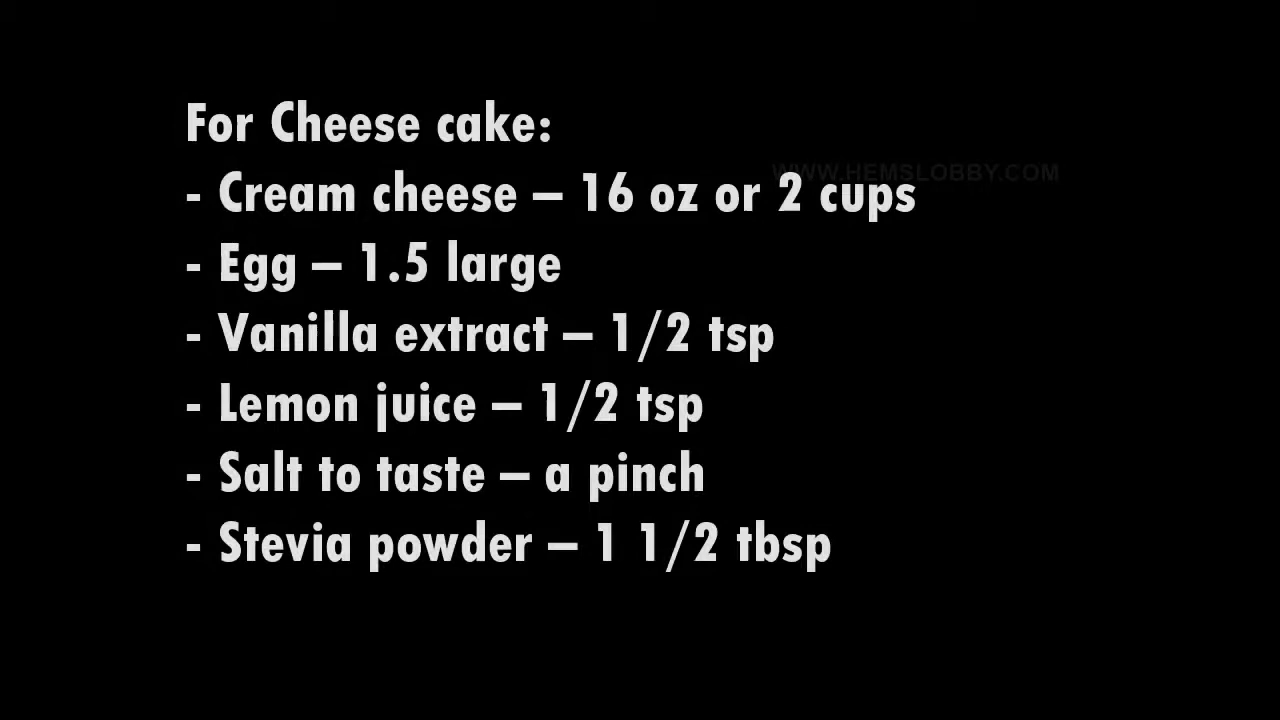 For Cheese cake:
WWW.HEMSLOBBY.COM
- Cream cheese – 16 oz or 2 cups
- Egg – 1.5 large
- Vanilla extract – 1/2 tsp
- Lemon juice – 1/2 tsp
- Salt to taste – a pinch
- Stevia powder – 1 1/2 tbsp